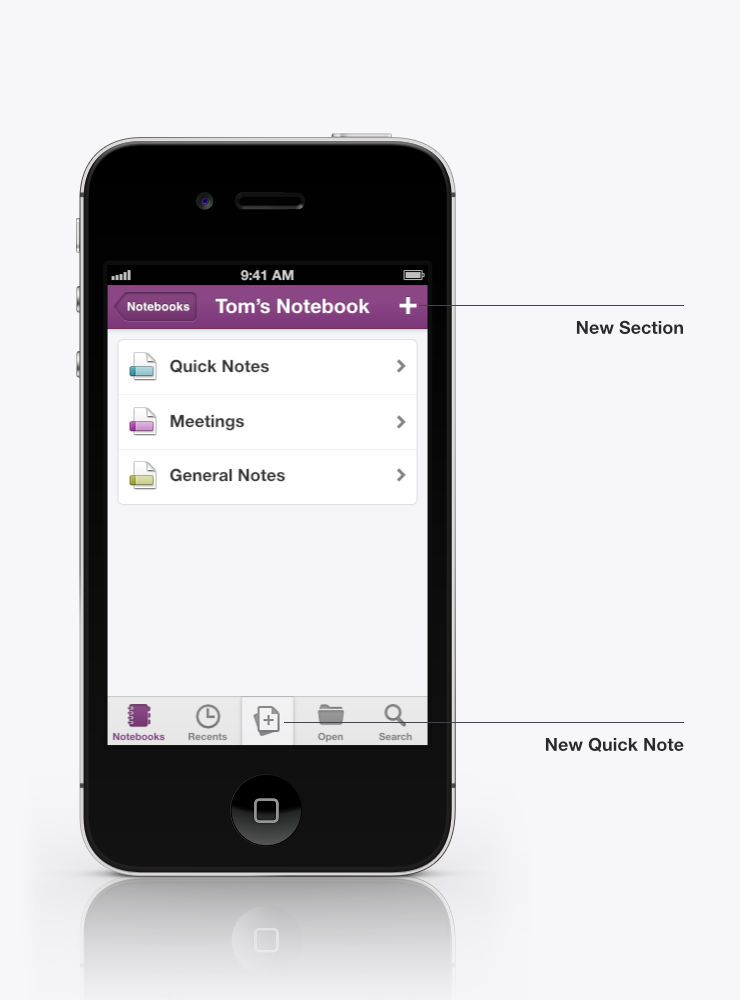 9:41 AM
Notebooks
Tom's Notebook
New Section
Quick Notes
Meetings
General Notes
Notebooks
Recents
Open
Search
New Quick Note